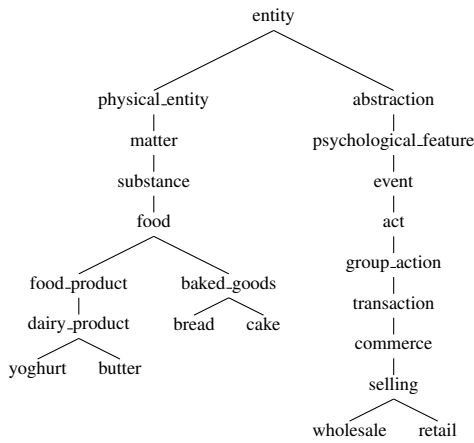 entity
physical_entity abstraction
matter psychological_feature
substance event
food act
group_action
food_product baked_goods
transaction
dairy_product bread cake
commerce
yoghurt butter
selling
wholesale retail